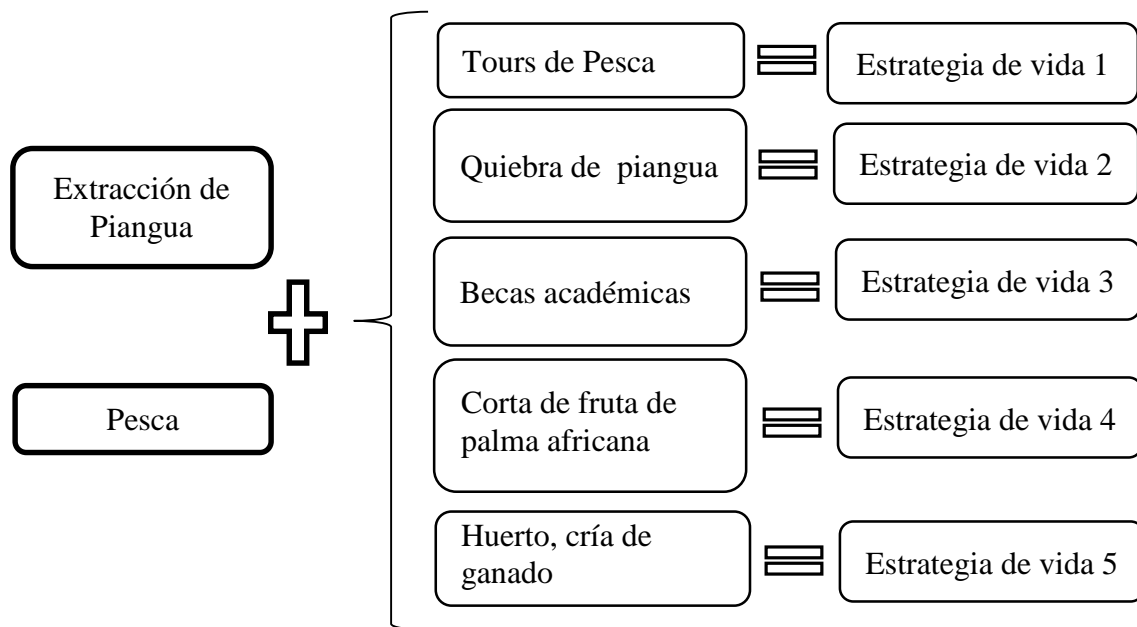 Extracción de
Piangua
Pesca
Tours de Pesca
Estrategia de vida 1
Quiebra de piangua
Estrategia de vida 2
Becas académicas
Estrategia de vida 3
Corta de fruta de
palma africana
Estrategia de vida 4
Huerto, cría de
ganado
Estrategia de vida 5